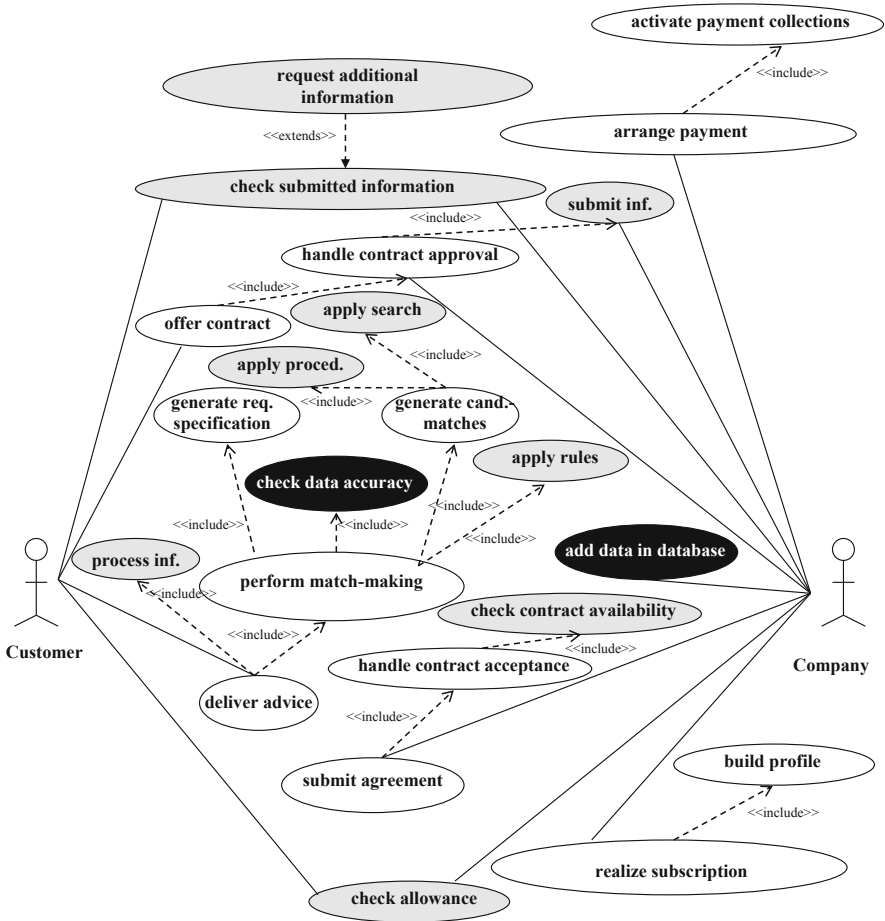 activate payment collections
<<include>>
request additional
information
<<extends>>
arrange payment
check submitted information
submit inf.
<<include>>
handle contract approval
<<include>>
apply search
offer contract
<<include>>
apply proced.
<<include>>
generate req.
specification
generate cand.-
matches
apply rules
check data accuracy
<<include>>
<<include>>
<<include>>
add data in database
process inf.
perform match-making
<<include>>
check contract availability
<<include>>
<<include>>
Customer
handle contract acceptance
Company
deliver advice
<<include>>
build profile
submit agreement
<<include>>
realize subscription
check allowance